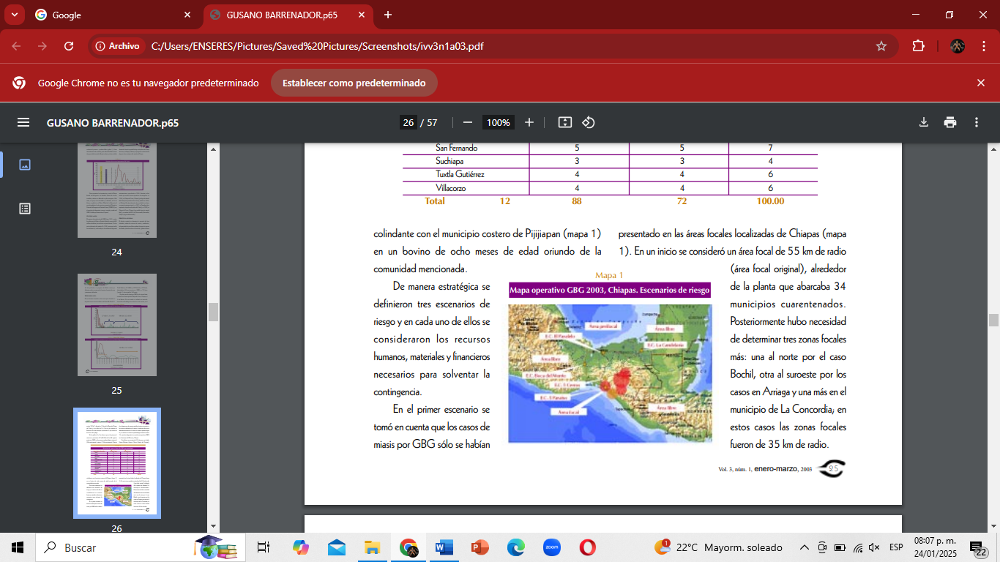 Google
GUSANO BARRENADOR.p65
Archivo
C:/Users/ENSERES/Pictures/Saved%20Pictures/Screenshots/ivv3n1a03.pdf
Google Chrome no es tu navegador predeterminado
Establecer como predeterminado
GUSANO BARRENADOR.p65
26 / 57
100%
24
25
26
San Fernando 5 5 7
Suchiapa 3 3 4
Tuxtla Gutiérrez 4 4 6
Villacorzo 4 4 6
Total 12 88 72 100.00
colindante con el municipio costero de Pijijiapan (mapa 1)
en un bovino de ocho meses de edad oriundo de la
comunidad mencionada.
De manera estratégica se
definieron tres escenarios de
riesgo y en cada uno de ellos se
consideraron los recursos
humanos, materiales y financieros
necesarios para solventar la
contingencia.
En el primer escenario se
tomó en cuenta que los casos de
miasis por GBG sólo se habían
presentado en las áreas focales localizadas de Chiapas (mapa
1). En un inicio se consideró un área focal de 55 km de radio
(área focal original), alrededor
de la planta que abarcaba 34
municipios cuarentenados.
Posteriormente hubo necesidad
de determinar tres zonas focales
más: una al norte por el caso
Bochil, otra al suroeste por los
casos en Arriaga y una más en el
municipio de La Concordia; en
estos casos las zonas focales
fueron de 35 km de radio.
Mapa 1
Mapa operativo GBG 2003, Chiapas. Escenarios de riesgo
Área perifocal
Área libre
E.C. El Paralelo
E.C. La Candelaria
Área libre
E.C. Boca del Monte
Área libre
Área focal
Vol. 3, núm. 1, enero-marzo, 2003 25
Buscar
22°C Mayorm. soleado
ESP
08:07 p. m.
24/01/2025
22